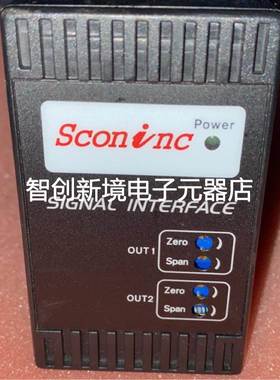 Power
Sconinc
智创新境电子元器店
SIGNAL INTERFACE
OUT1
Zero
Span
OUT2
Zero
Span